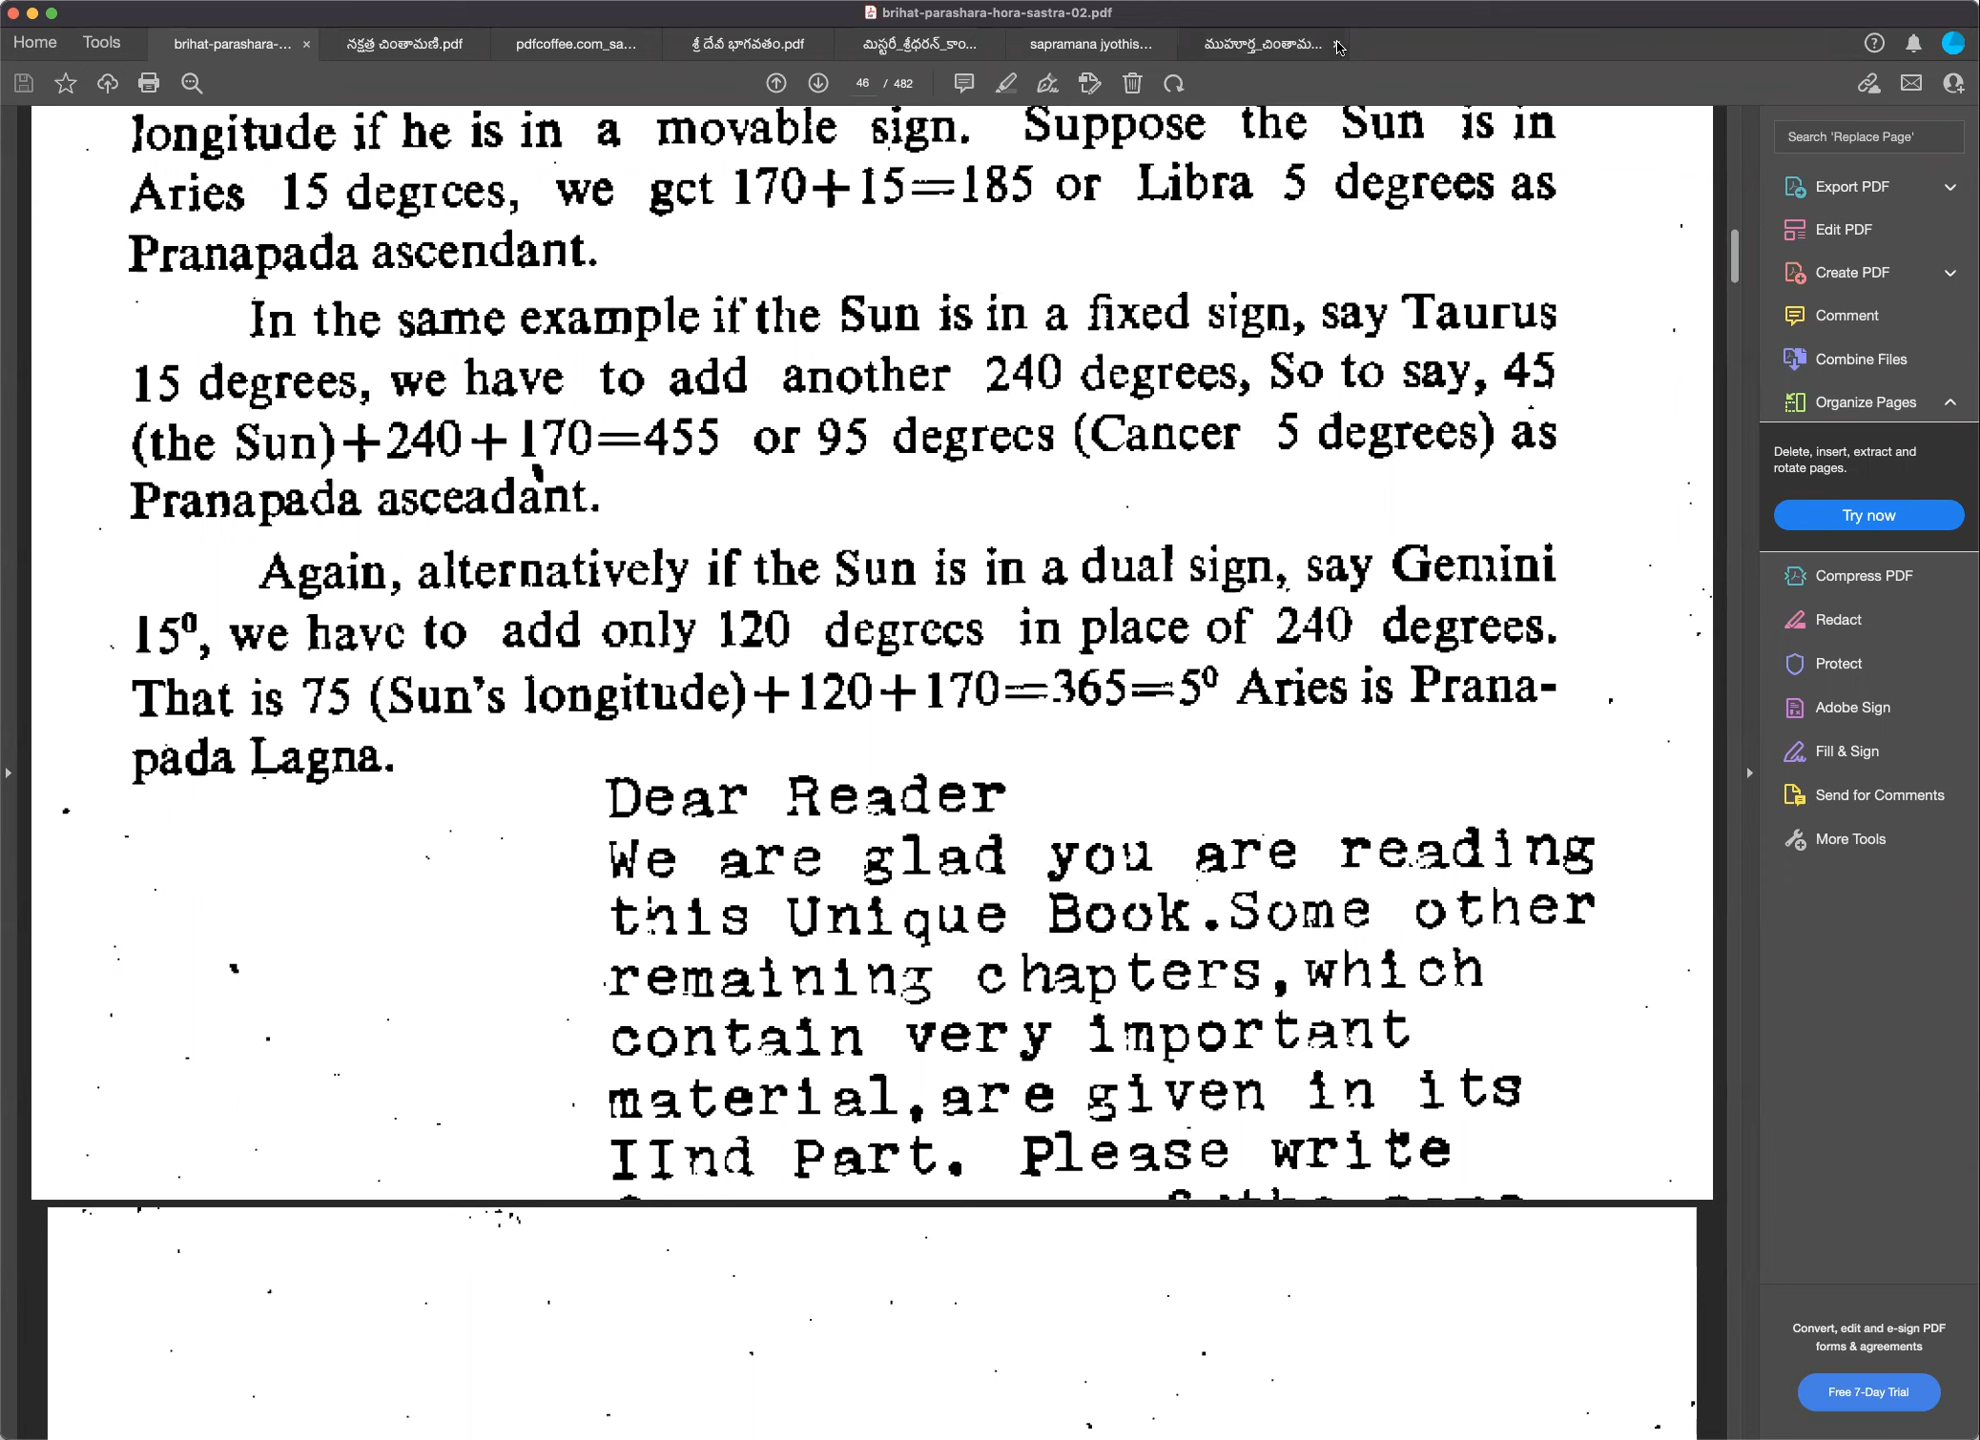 brihat-parashara-hora-sastra-02.pdf
Home Tools brihat-parashara-... × నక్షత్ర చింతామణి.pdf pdfcoffee.com_sa... శ్రీ దేవీ భాగవతం.pdf మిస్టరీ_శ్రీధరన్_కాం... sapramana jyothis... ముహూర్త_చింతామ...
46 / 482
longitude if he is in a movable sign. Suppose the Sun is in
Aries 15 degrees, we get 170+15=185 or Libra 5 degrees as
Pranapada ascendant.
In the same example if the Sun is in a fixed sign, say Taurus
15 degrees, we have to add another 240 degrees, So to say, 45
(the Sun)+240+170=455 or 95 degrees (Cancer 5 degrees) as
Pranapada asceadant.
Again, alternatively if the Sun is in a dual sign, say Gemini
15⁰, we have to add only 120 degrees in place of 240 degrees.
That is 75 (Sun's longitude)+120+170=365=5⁰ Aries is Prana-
pada Lagna.
Dear Reader
We are glad you are reading
this Unique Book.Some other
remaining chapters,which
contain very important
material,are given in its
IInd Part. Please write
Search 'Replace Page'
Export PDF
Edit PDF
Create PDF
Comment
Combine Files
Organize Pages
Delete, insert, extract and
rotate pages.
Try now
Compress PDF
Redact
Protect
Adobe Sign
Fill & Sign
Send for Comments
More Tools
Convert, edit and e-sign PDF
forms & agreements
Free 7-Day Trial